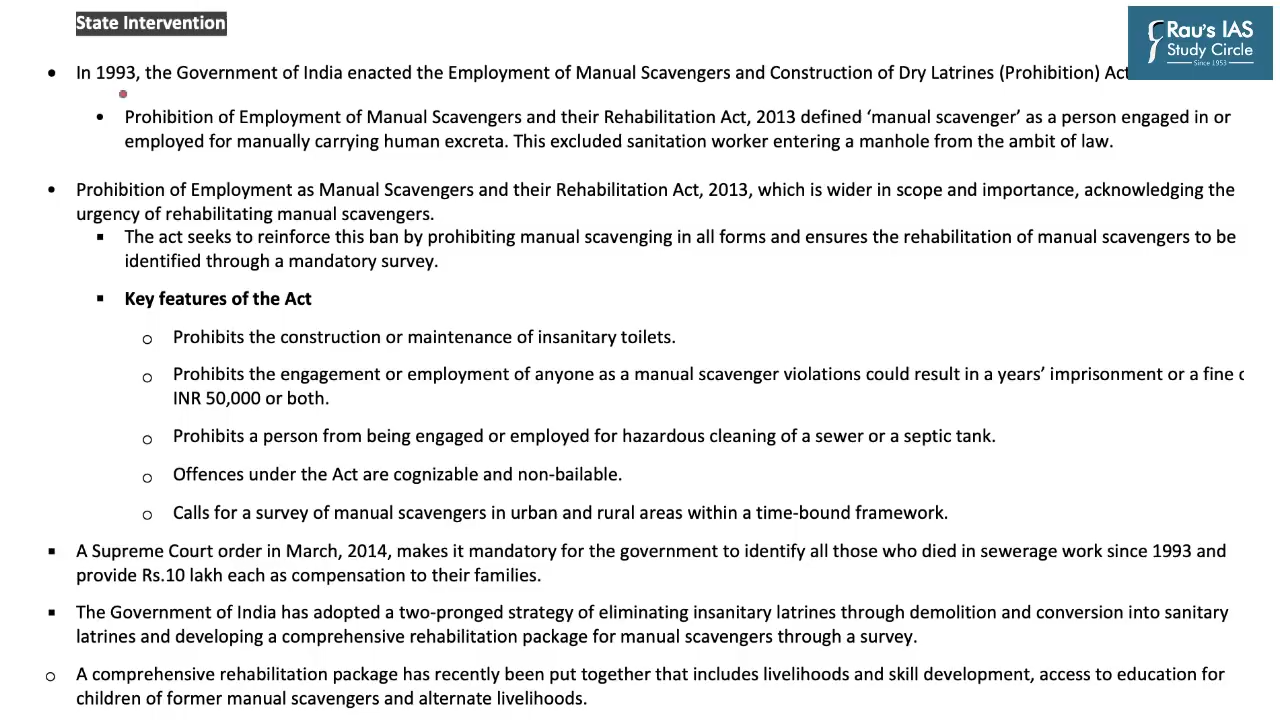 State Intervention
Rau's IAS
Study Circle
Since 1953
• In 1993, the Government of India enacted the Employment of Manual Scavengers and Construction of Dry Latrines (Prohibition) Act
• Prohibition of Employment of Manual Scavengers and their Rehabilitation Act, 2013 defined ‘manual scavenger’ as a person engaged in or
employed for manually carrying human excreta. This excluded sanitation worker entering a manhole from the ambit of law.
• Prohibition of Employment as Manual Scavengers and their Rehabilitation Act, 2013, which is wider in scope and importance, acknowledging the
urgency of rehabilitating manual scavengers.
▪ The act seeks to reinforce this ban by prohibiting manual scavenging in all forms and ensures the rehabilitation of manual scavengers to be
identified through a mandatory survey.
▪ Key features of the Act
o Prohibits the construction or maintenance of insanitary toilets.
o Prohibits the engagement or employment of anyone as a manual scavenger violations could result in a years’ imprisonment or a fine
INR 50,000 or both.
o Prohibits a person from being engaged or employed for hazardous cleaning of a sewer or a septic tank.
o Offences under the Act are cognizable and non-bailable.
o Calls for a survey of manual scavengers in urban and rural areas within a time-bound framework.
▪ A Supreme Court order in March, 2014, makes it mandatory for the government to identify all those who died in sewerage work since 1993 and
provide Rs.10 lakh each as compensation to their families.
▪ The Government of India has adopted a two-pronged strategy of eliminating insanitary latrines through demolition and conversion into sanitary
latrines and developing a comprehensive rehabilitation package for manual scavengers through a survey.
o A comprehensive rehabilitation package has recently been put together that includes livelihoods and skill development, access to education for
children of former manual scavengers and alternate livelihoods.